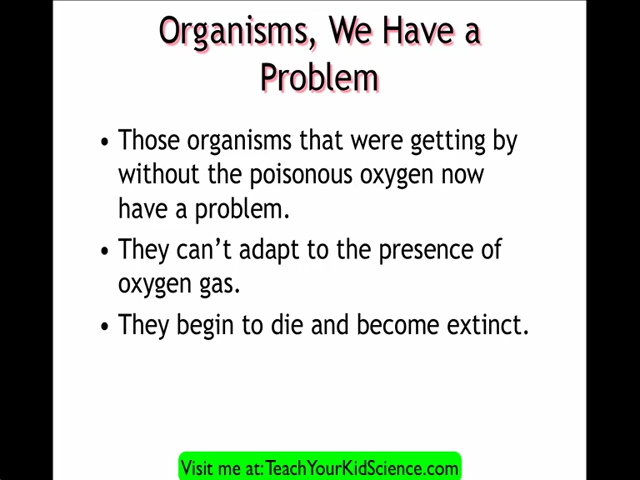 Organisms, We Have a
Problem
• Those organisms that were getting by
without the poisonous oxygen now
have a problem.
• They can't adapt to the presence of
oxygen gas.
• They begin to die and become extinct.
Visit me at: TeachYourKidScience.com